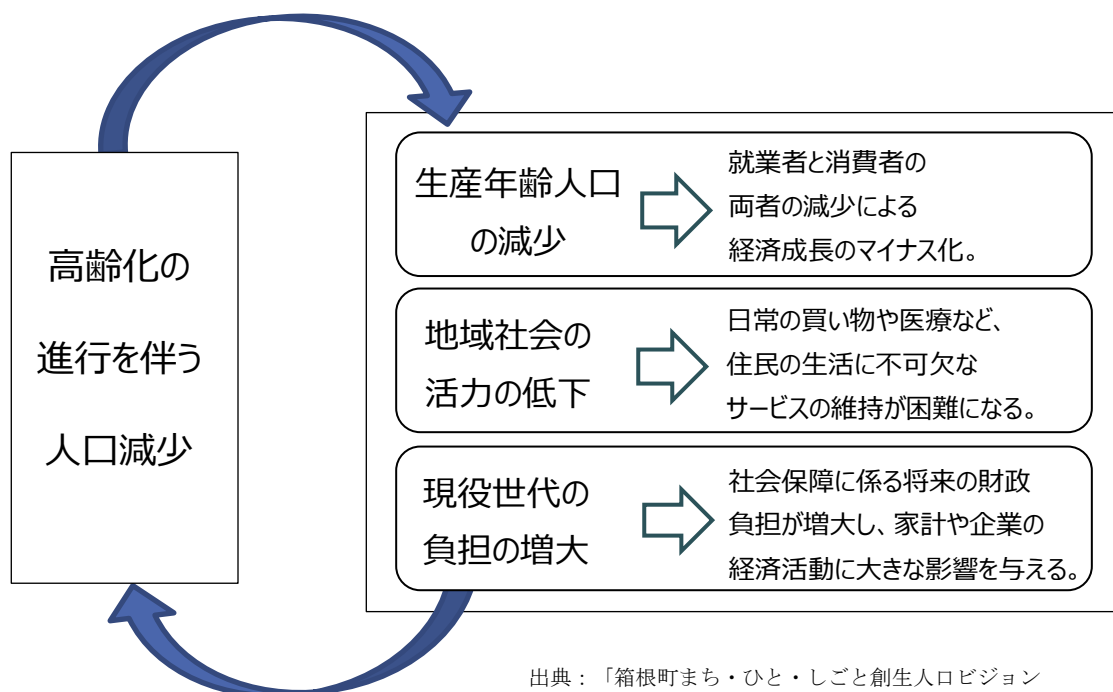 高齢化の
進行を伴う
人口減少
生産年齢人口
の減少
就業者と消費者の
両者の減少による
経済成長のマイナス化。
地域社会の
活力の低下
日常の買い物や医療など、
住民の生活に不可欠な
サービスの維持が困難になる。
現役世代の
負担の増大
社会保障に係る将来の財政
負担が増大し、家計や企業の
経済活動に大きな影響を与える。
出典：「箱根町まち・ひと・しごと創生人口ビジョン